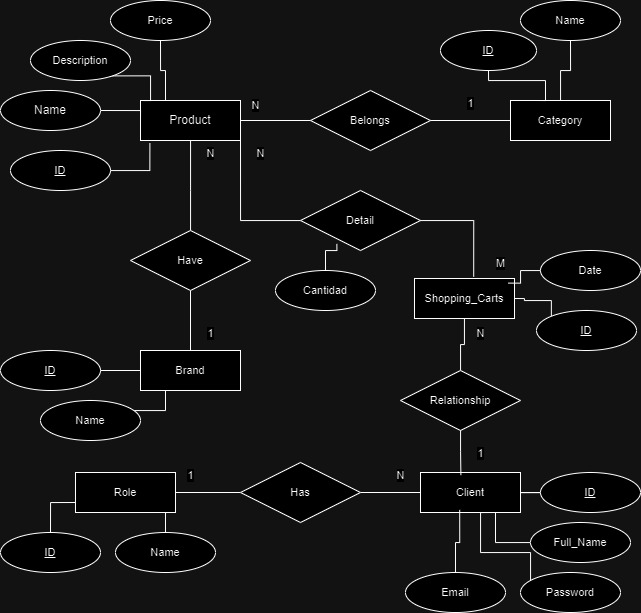 Price
Name
Description
ID
Name
N
1
Product
Belongs
Category
N
N
ID
Detail
Have
M
Date
Cantidad
Shopping_Carts
ID
1
N
ID
Brand
Relationship
Name
1
1
N
Role
Has
Client
ID
Full_Name
ID
Name
Email
Password